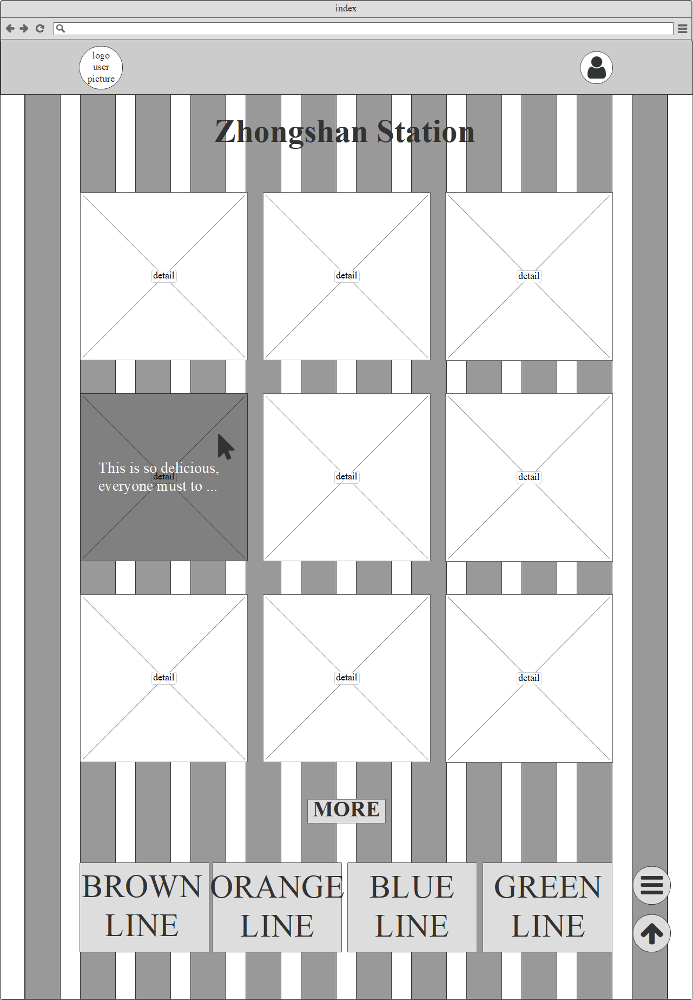 index
logo
user
picture
Zhongshan Station
detail
detail
detail
This is so delicious,
detail
everyone must to ...
detail
detail
detail
detail
detail
MORE
BROWN
LINE
ORANGE
LINE
BLUE
LINE
GREEN
LINE